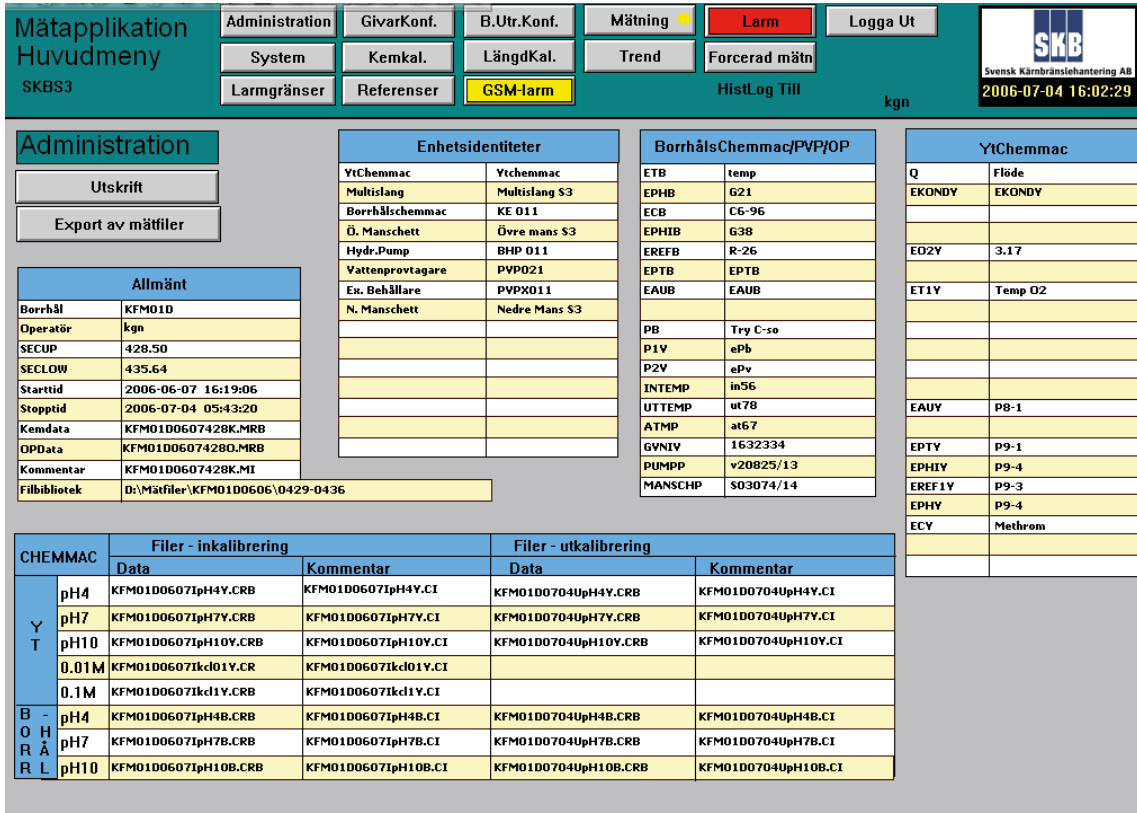 Mätapplikation
Huvudmeny
SKBS3
Administration GivarKonf. B.Utr.Konf. Mätning Larm Logga Ut
System Kemkal. LängdKal. Trend Forcerad mätn
Larmgränser Referenser GSM-larm HistLog Till kgn
SKB
Svensk Kärnbränslehantering AB
2006-07-04 16:02:29
Administration
Utskrift
Export av mätfiler
Allmänt
Borrhål KFM01D
Operatör kgn
SECUP 428.50
SECLOW 435.64
Starttid 2006-06-07 16:19:06
Stopptid 2006-07-04 05:43:20
Kemdata KFM01D0607428K.MRB
OPData KFM01D0607428O.MRB
Kommentar KFM01D0607428K.MI
Filbibliotek D:\Mätfiler\KFM01D0606\0429-0436
Enhetsidentiteter
YtChemmac Ytchemmac
Multislang Multislang S3
Borrhålschemmac KE 011
Ö. Manschett Övre mans S3
Hydr.Pump BHP 011
Vattenprovtagare PVP021
Ex. Behållare PVPX011
N. Manschett Nedre Mans S3
BorrhålsChemmac/PVP/OP
ETB temp
EPHB G21
ECB C6-96
EPHIB G38
EREFB R-26
EPTB EPTB
EAUB EAUB
PB Try C-so
P1V ePb
P2V ePv
INTEMP in56
UTTEMP ut78
ATMP at67
GVNIV 1632334
PUMPP v20825/13
MANSCHP S03074/14
YtChemmac
Q Flöde
EKONDY EKONDY
EO2Y 3.17
ET1Y Temp O2
EAUY P8-1
EPTY P9-1
EPHIY P9-4
EREF1Y P9-3
EPHY P9-4
ECY Methrom
CHEMMAC Filer - inkalibrering Filer - utkalibrering
Data Kommentar Data Kommentar
YT
pH4 KFM01D0607IpH4Y.CRB KFM01D0607IpH4Y.CI KFM01D0704UpH4Y.CRB KFM01D0704UpH4Y.CI
pH7 KFM01D0607IpH7Y.CRB KFM01D0607IpH7Y.CI KFM01D0704UpH7Y.CRB KFM01D0704UpH7Y.CI
pH10 KFM01D0607IpH10Y.CRB KFM01D0607IpH10Y.CI KFM01D0704UpH10Y.CRB KFM01D0704UpH10Y.CI
0.01M KFM01D0607Ikcl01Y.CR KFM01D0607Ikcl01Y.CI
0.1M KFM01D0607Ikcl1Y.CRB KFM01D0607Ikcl1Y.CI
BORR-HÅL
pH4 KFM01D0607IpH4B.CRB KFM01D0607IpH4B.CI KFM01D0704UpH4B.CRB KFM01D0704UpH4B.CI
pH7 KFM01D0607IpH7B.CRB KFM01D0607IpH7B.CI KFM01D0704UpH7B.CRB KFM01D0704UpH7B.CI
pH10 KFM01D0607IpH10B.CRB KFM01D0607IpH10B.CI KFM01D0704UpH10B.CRB KFM01D0704UpH10B.CI